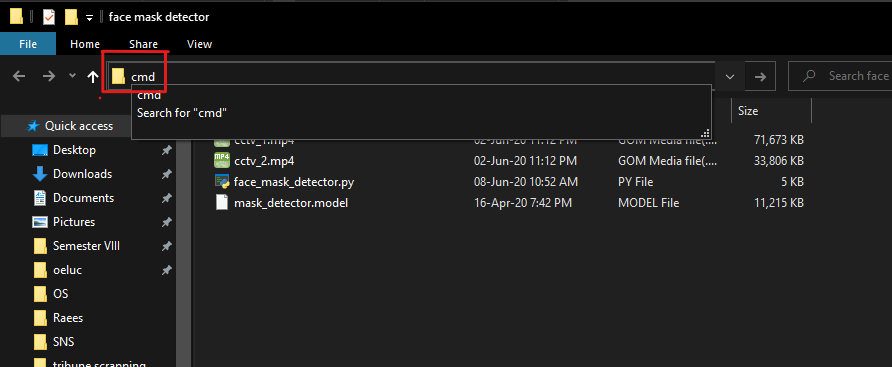 face mask detector
File Home Share View
cmd
Search face
cmd
Search for "cmd"
Size
Quick access
cctv_1.mp4 02-Jun-20 11:12 PM GOM Media file(.... 71,673 KB
Desktop
MP4 cctv_2.mp4 02-Jun-20 11:12 PM GOM Media file(.... 33,806 KB
Downloads
face_mask_detector.py 08-Jun-20 10:52 AM PY File 5 KB
Documents
mask_detector.model 16-Apr-20 7:42 PM MODEL File 11,215 KB
Pictures
Semester VIII
oeluc
OS
Raees
SNS
tribune scrapping